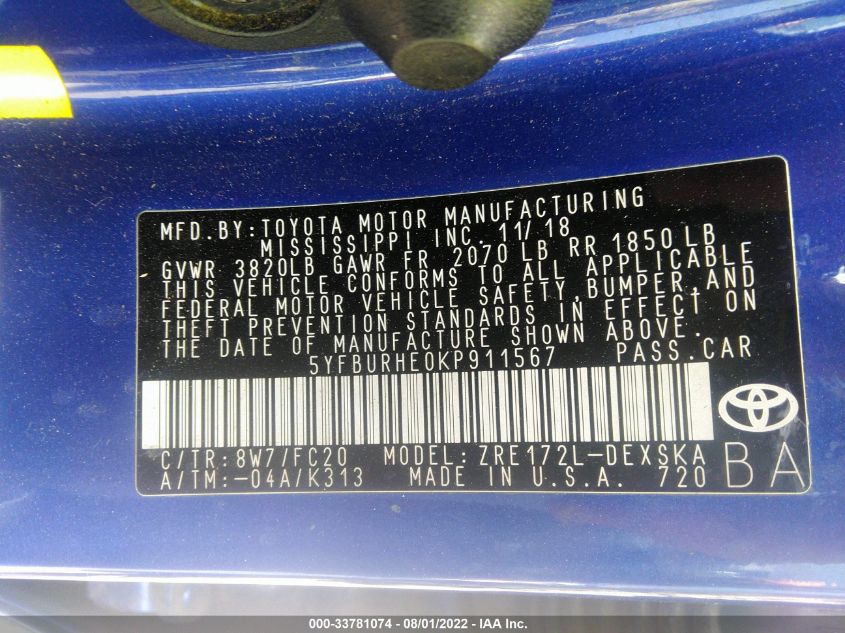 MFD.BY:TOYOTA MOTOR MANUFACTURING
MISSISSIPPI INC. 11/18
GVWR 3820LB GAWR FR 2070 LB RR 1850 LB
THIS VEHICLE CONFORMS TO ALL APPLICABLE
FEDERAL MOTOR VEHICLE SAFETY,BUMPER,AND
THEFT PREVENTION STANDARDS IN EFFECT ON
THE DATE OF MANUFACTURE SHOWN ABOVE.
5YFBURHE0KP911567 PASS.CAR
C/TR:8W7/FC20 MODEL:ZRE172L-DEXSKA
A/TM:-04A/K313 MADE IN U.S.A. 720
BA
000-33781074 - 08/01/2022 - IAA Inc.